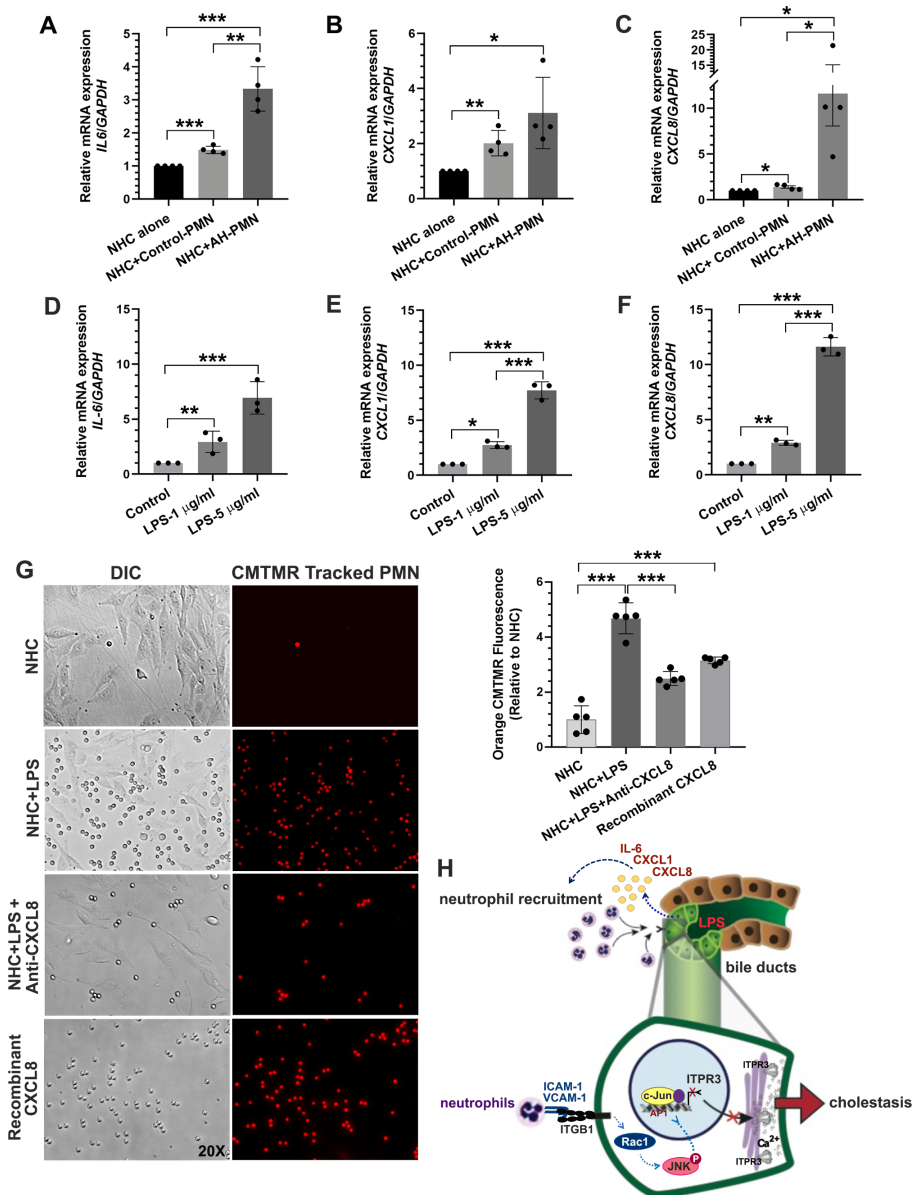 A
Relative mRNA expression
IL6/GAPDH
6
5
4
3
2
1
0
***
**
***
NHC alone
NHC+Control-PMN
NHC+AH-PMN
B
Relative mRNA expression
CXCL1/GAPDH
6
4
2
0
*
**
NHC alone
NHC+Control-PMN
NHC+AH-PMN
C
Relative mRNA expression
CXCL8/GAPDH
25
20
15
10
5
0
*
*
*
NHC alone
NHC+ Control-PMN
NHC+AH-PMN
D
Relative mRNA expression
IL-6/GAPDH
15
10
5
0
***
**
Control
LPS-1 µg/ml
LPS-5 µg/ml
E
Relative mRNA expression
CXCL1/GAPDH
15
10
5
0
***
***
*
Control
LPS-1 µg/ml
LPS-5 µg/ml
F
Relative mRNA expression
CXCL8/GAPDH
15
10
5
0
***
***
**
Control
LPS-1 µg/ml
LPS-5 µg/ml
G
DIC
CMTMR Tracked PMN
NHC
NHC+LPS
NHC+LPS +
Anti-CXCL8
Recombinant
CXCL8
20X
Orange CMTMR Fluorescence
(Relative to NHC)
6
4
2
0
***
***
***
NHC
NHC+LPS
NHC+LPS+Anti-CXCL8
Recombinant CXCL8
H
IL-6
CXCL1
CXCL8
neutrophil recruitment
LPS
bile ducts
ICAM-1
VCAM-1
neutrophils
ITGB1
Rac1
JNK
P
c-Jun
AP1
ITPR3
ITPR3
Ca2+
ITPR3
cholestasis